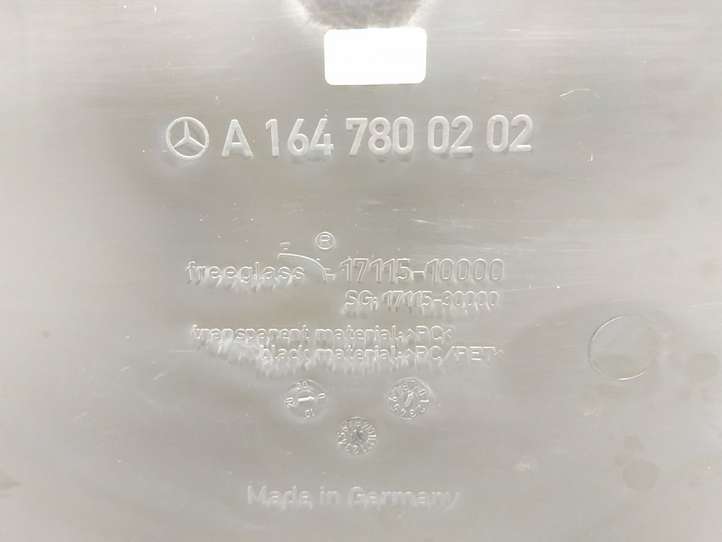 A 164 780 02 02
®
freeglass 17115-10000
SG: 17115-90000
transparent material: >PC<
black material: >PC/PET<
Made in Germany